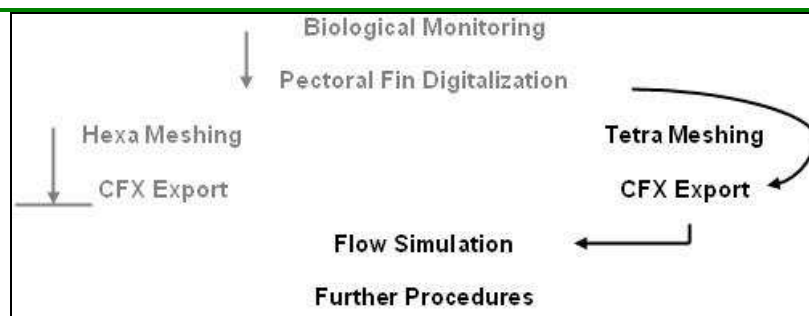 Biological Monitoring
Pectoral Fin Digitalization
Hexa Meshing
Tetra Meshing
CFX Export
CFX Export
Flow Simulation
Further Procedures